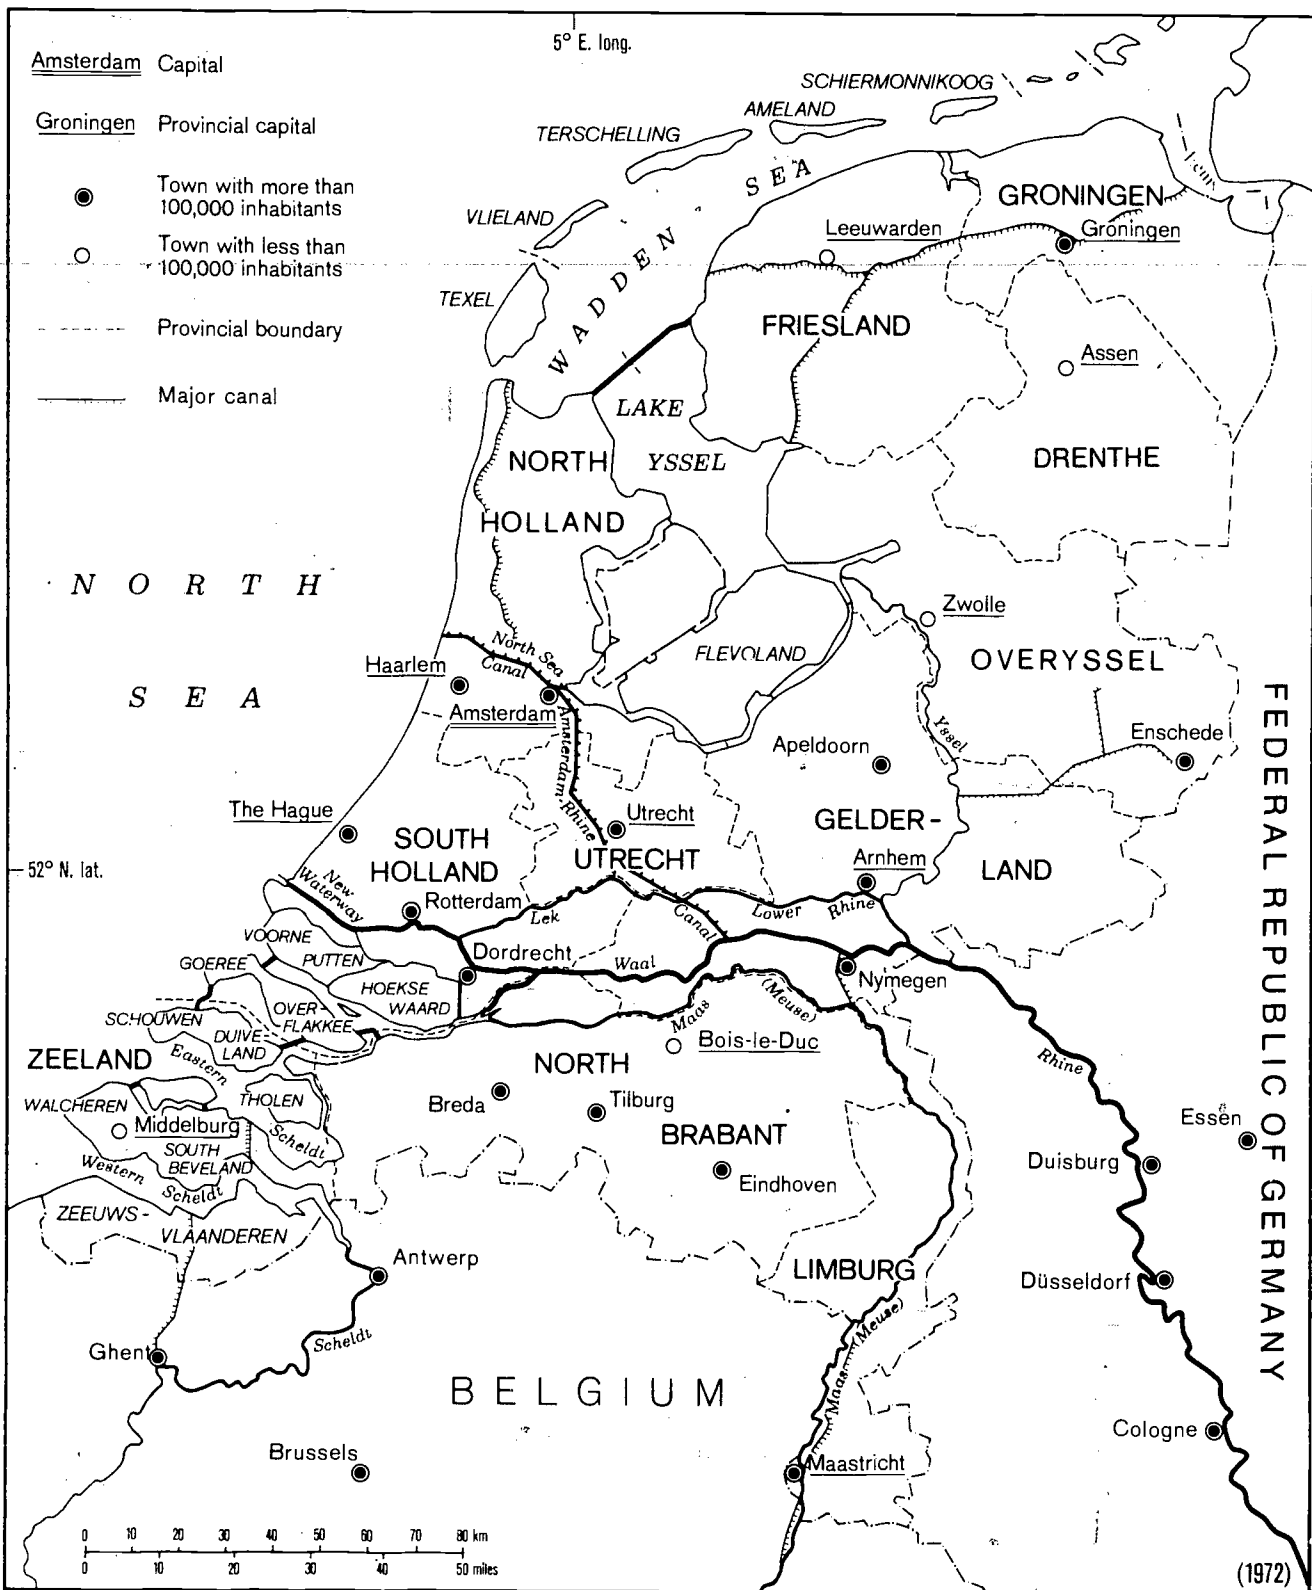 5° E. long.
Amsterdam Capital
Groningen Provincial capital
Town with more than
100,000 inhabitants
Town with less than
100,000 inhabitants
Provincial boundary
Major canal
SCHIERMONNIKOOG
AMELAND
TERSCHELLING
VLIELAND
TEXEL
WADDEN SEA
GRONINGEN
Leeuwarden
Groningen
FRIESLAND
Assen
LAKE
YSSEL
NORTH
HOLLAND
DRENTHE
NORTH
SEA
Zwolle
North Sea
Canal
Haarlem
FLEVOLAND
OVERYSSEL
Amsterdam
Amsterdam-Rhine
Yssel
Enschede
Apeldoorn
The Hague
Utrecht
GELDER-
LAND
SOUTH
HOLLAND
UTRECHT
52° N. lat.
Arnhem
New
Waterway
Rotterdam
Lek
Canal
Lower Rhine
VOORNE
PUTTEN
Dordrecht
Waal
Nymegen
GOEREE
HOEKSE
WAARD
OVER-
FLAKKEE
Maas
(Meuse)
SCHOUWEN
DUIVE
LAND
Bois-le-Duc
Rhine
ZEELAND
Eastern
Scheldt
NORTH
BRABANT
WALCHEREN
THOLEN
Breda
Tilburg
Middelburg
Essen
SOUTH
BEVELAND
Duisburg
Western
Scheldt
Eindhoven
ZEEUWS-
VLAANDEREN
Antwerp
LIMBURG
Düsseldorf
Ghent
Scheldt
Maas
(Meuse)
BELGIUM
Cologne
Brussels
Maastricht
FEDERAL REPUBLIC OF GERMANY
0 10 20 30 40 50 60 70 80 km
0 10 20 30 40 50 miles
(1972)